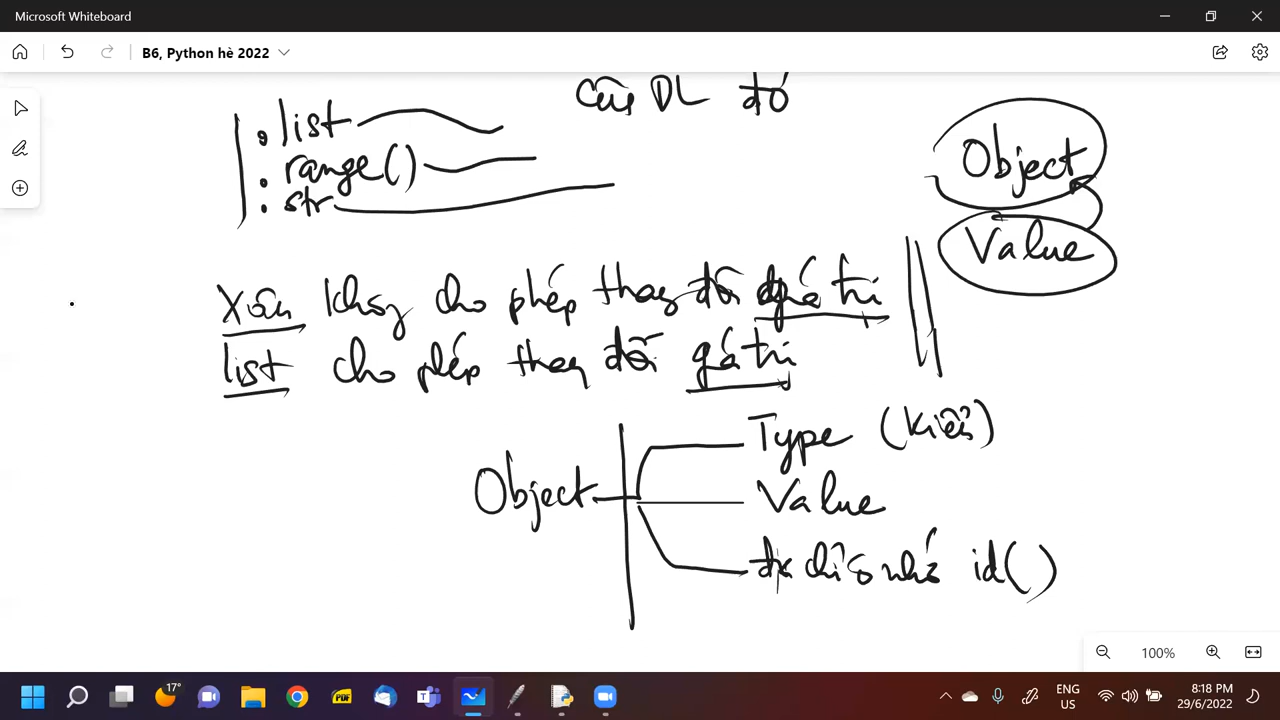 Microsoft Whiteboard
B6, Python hè 2022
của DL đó
. list
: range()
: str
Object
Value
Xâu không cho phép thay đổi giá trị
list cho phép thay đổi giá trị
Object
Type (kiểu)
Value
địa chỉ nhớ id()
100%
17°
PDF
ENG
US
8:18 PM
29/6/2022